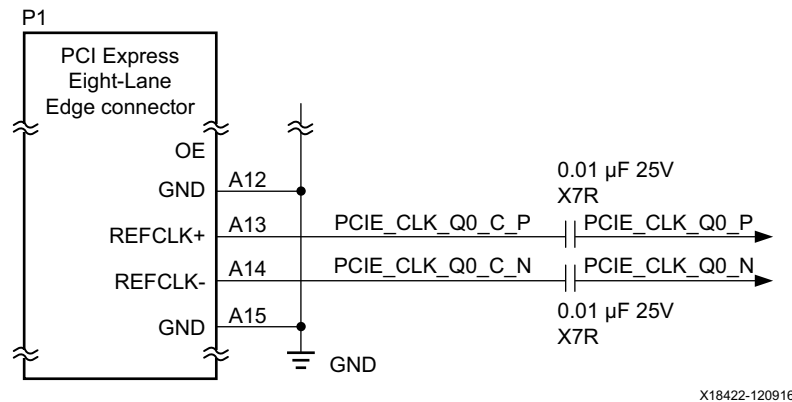 P1
PCI Express
Eight-Lane
Edge connector
OE
GND
A12
REFCLK+
A13
PCIE_CLK_Q0_C_P
0.01 µF 25V
X7R
PCIE_CLK_Q0_P
REFCLK-
A14
PCIE_CLK_Q0_C_N
PCIE_CLK_Q0_N
0.01 µF 25V
X7R
GND
A15
GND
X18422-120916